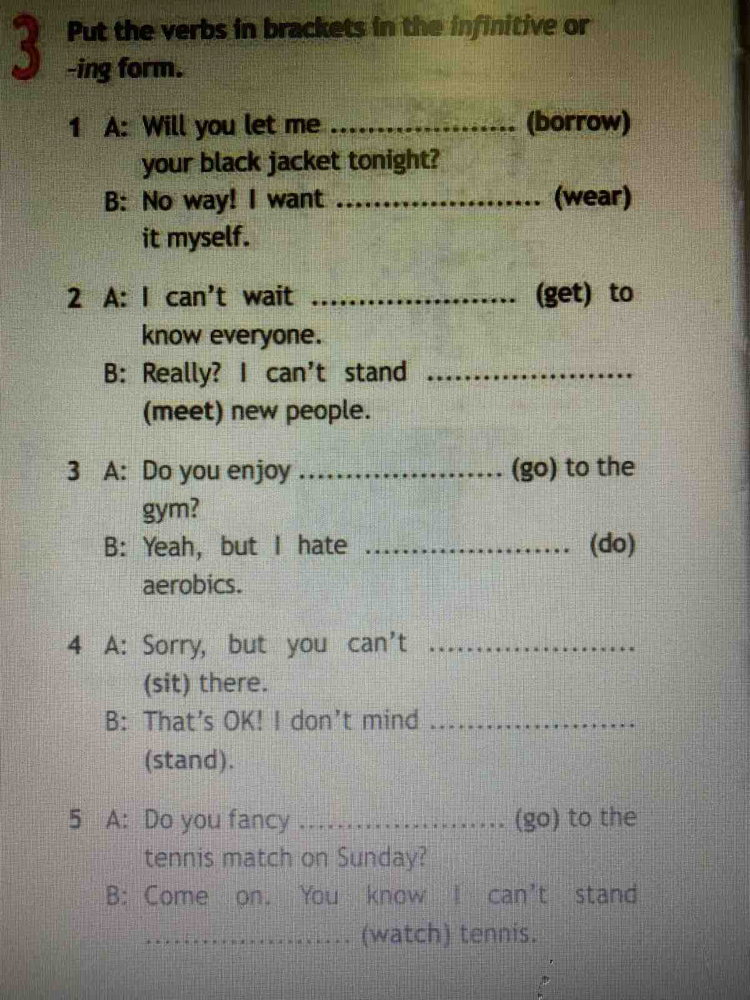 3 Put the verbs in brackets in the infinitive or
-ing form.
1 A: Will you let me .................... (borrow)
your black jacket tonight?
B: No way! I want ...................... (wear)
it myself.
2 A: I can't wait ...................... (get) to
know everyone.
B: Really? I can't stand ......................
(meet) new people.
3 A: Do you enjoy ...................... (go) to the
gym?
B: Yeah, but I hate ...................... (do)
aerobics.
4 A: Sorry, but you can't ......................
(sit) there.
B: That's OK! I don't mind ......................
(stand).
5 A: Do you fancy ...................... (go) to the
tennis match on Sunday?
B: Come on. You know I can't stand
...................... (watch) tennis.